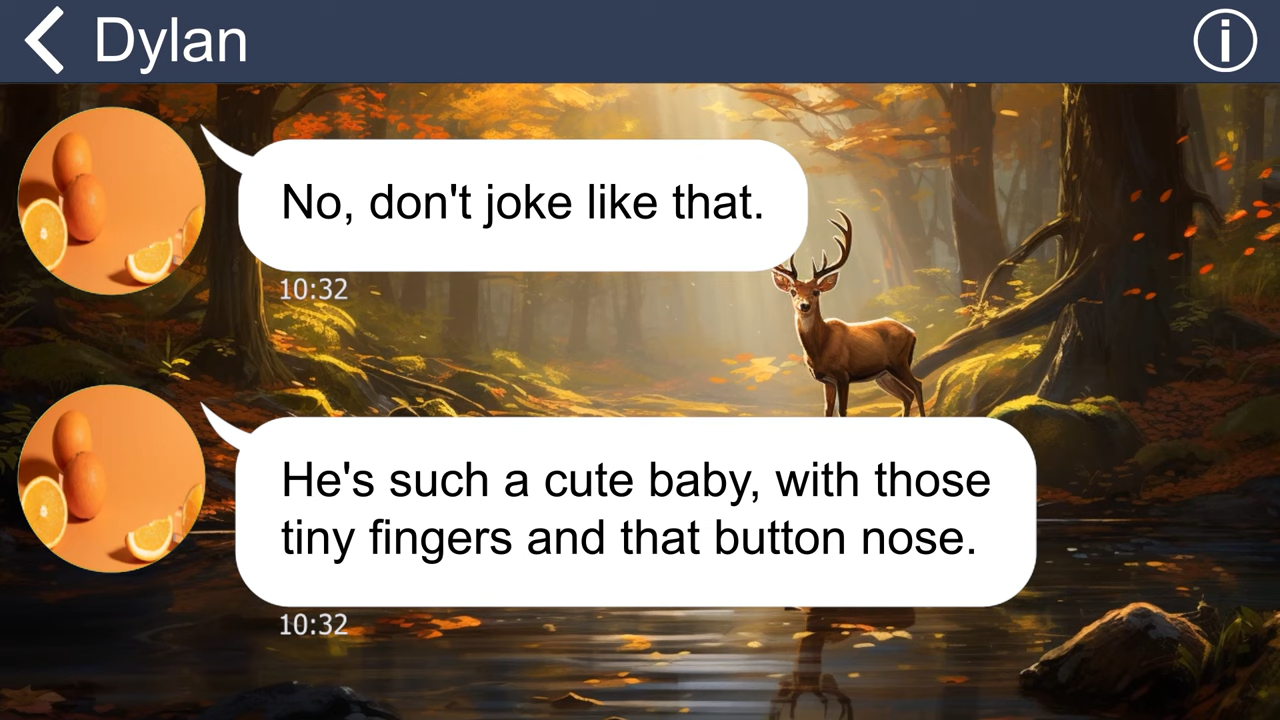 Dylan
No, don't joke like that.
10:32
He's such a cute baby, with those
tiny fingers and that button nose.
10:32